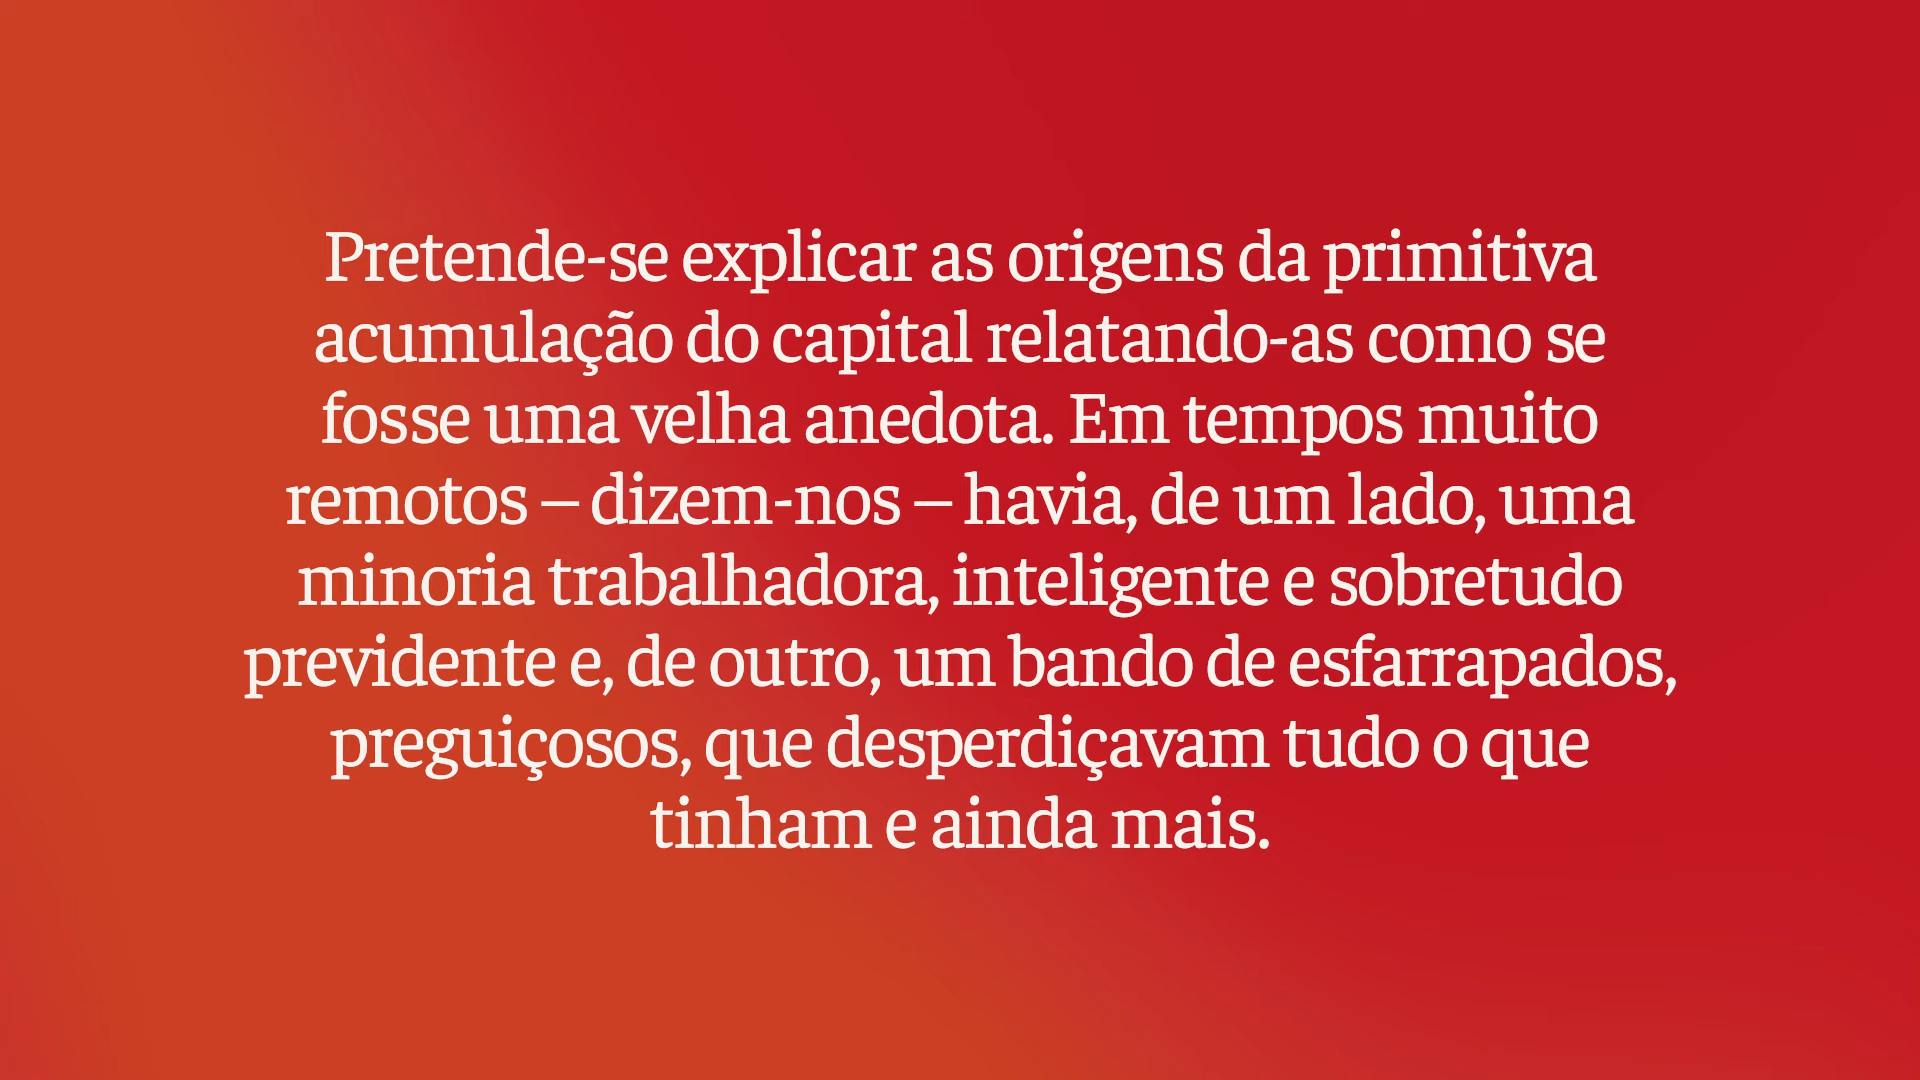 Pretende-se explicar as origens da primitiva
acumulação do capital relatando-as como se
fosse uma velha anedota. Em tempos muito
remotos – dizem-nos – havia, de um lado, uma
minoria trabalhadora, inteligente e sobretudo
previdente e, de outro, um bando de esfarrapados,
preguiçosos, que desperdiçavam tudo o que
tinham e ainda mais.